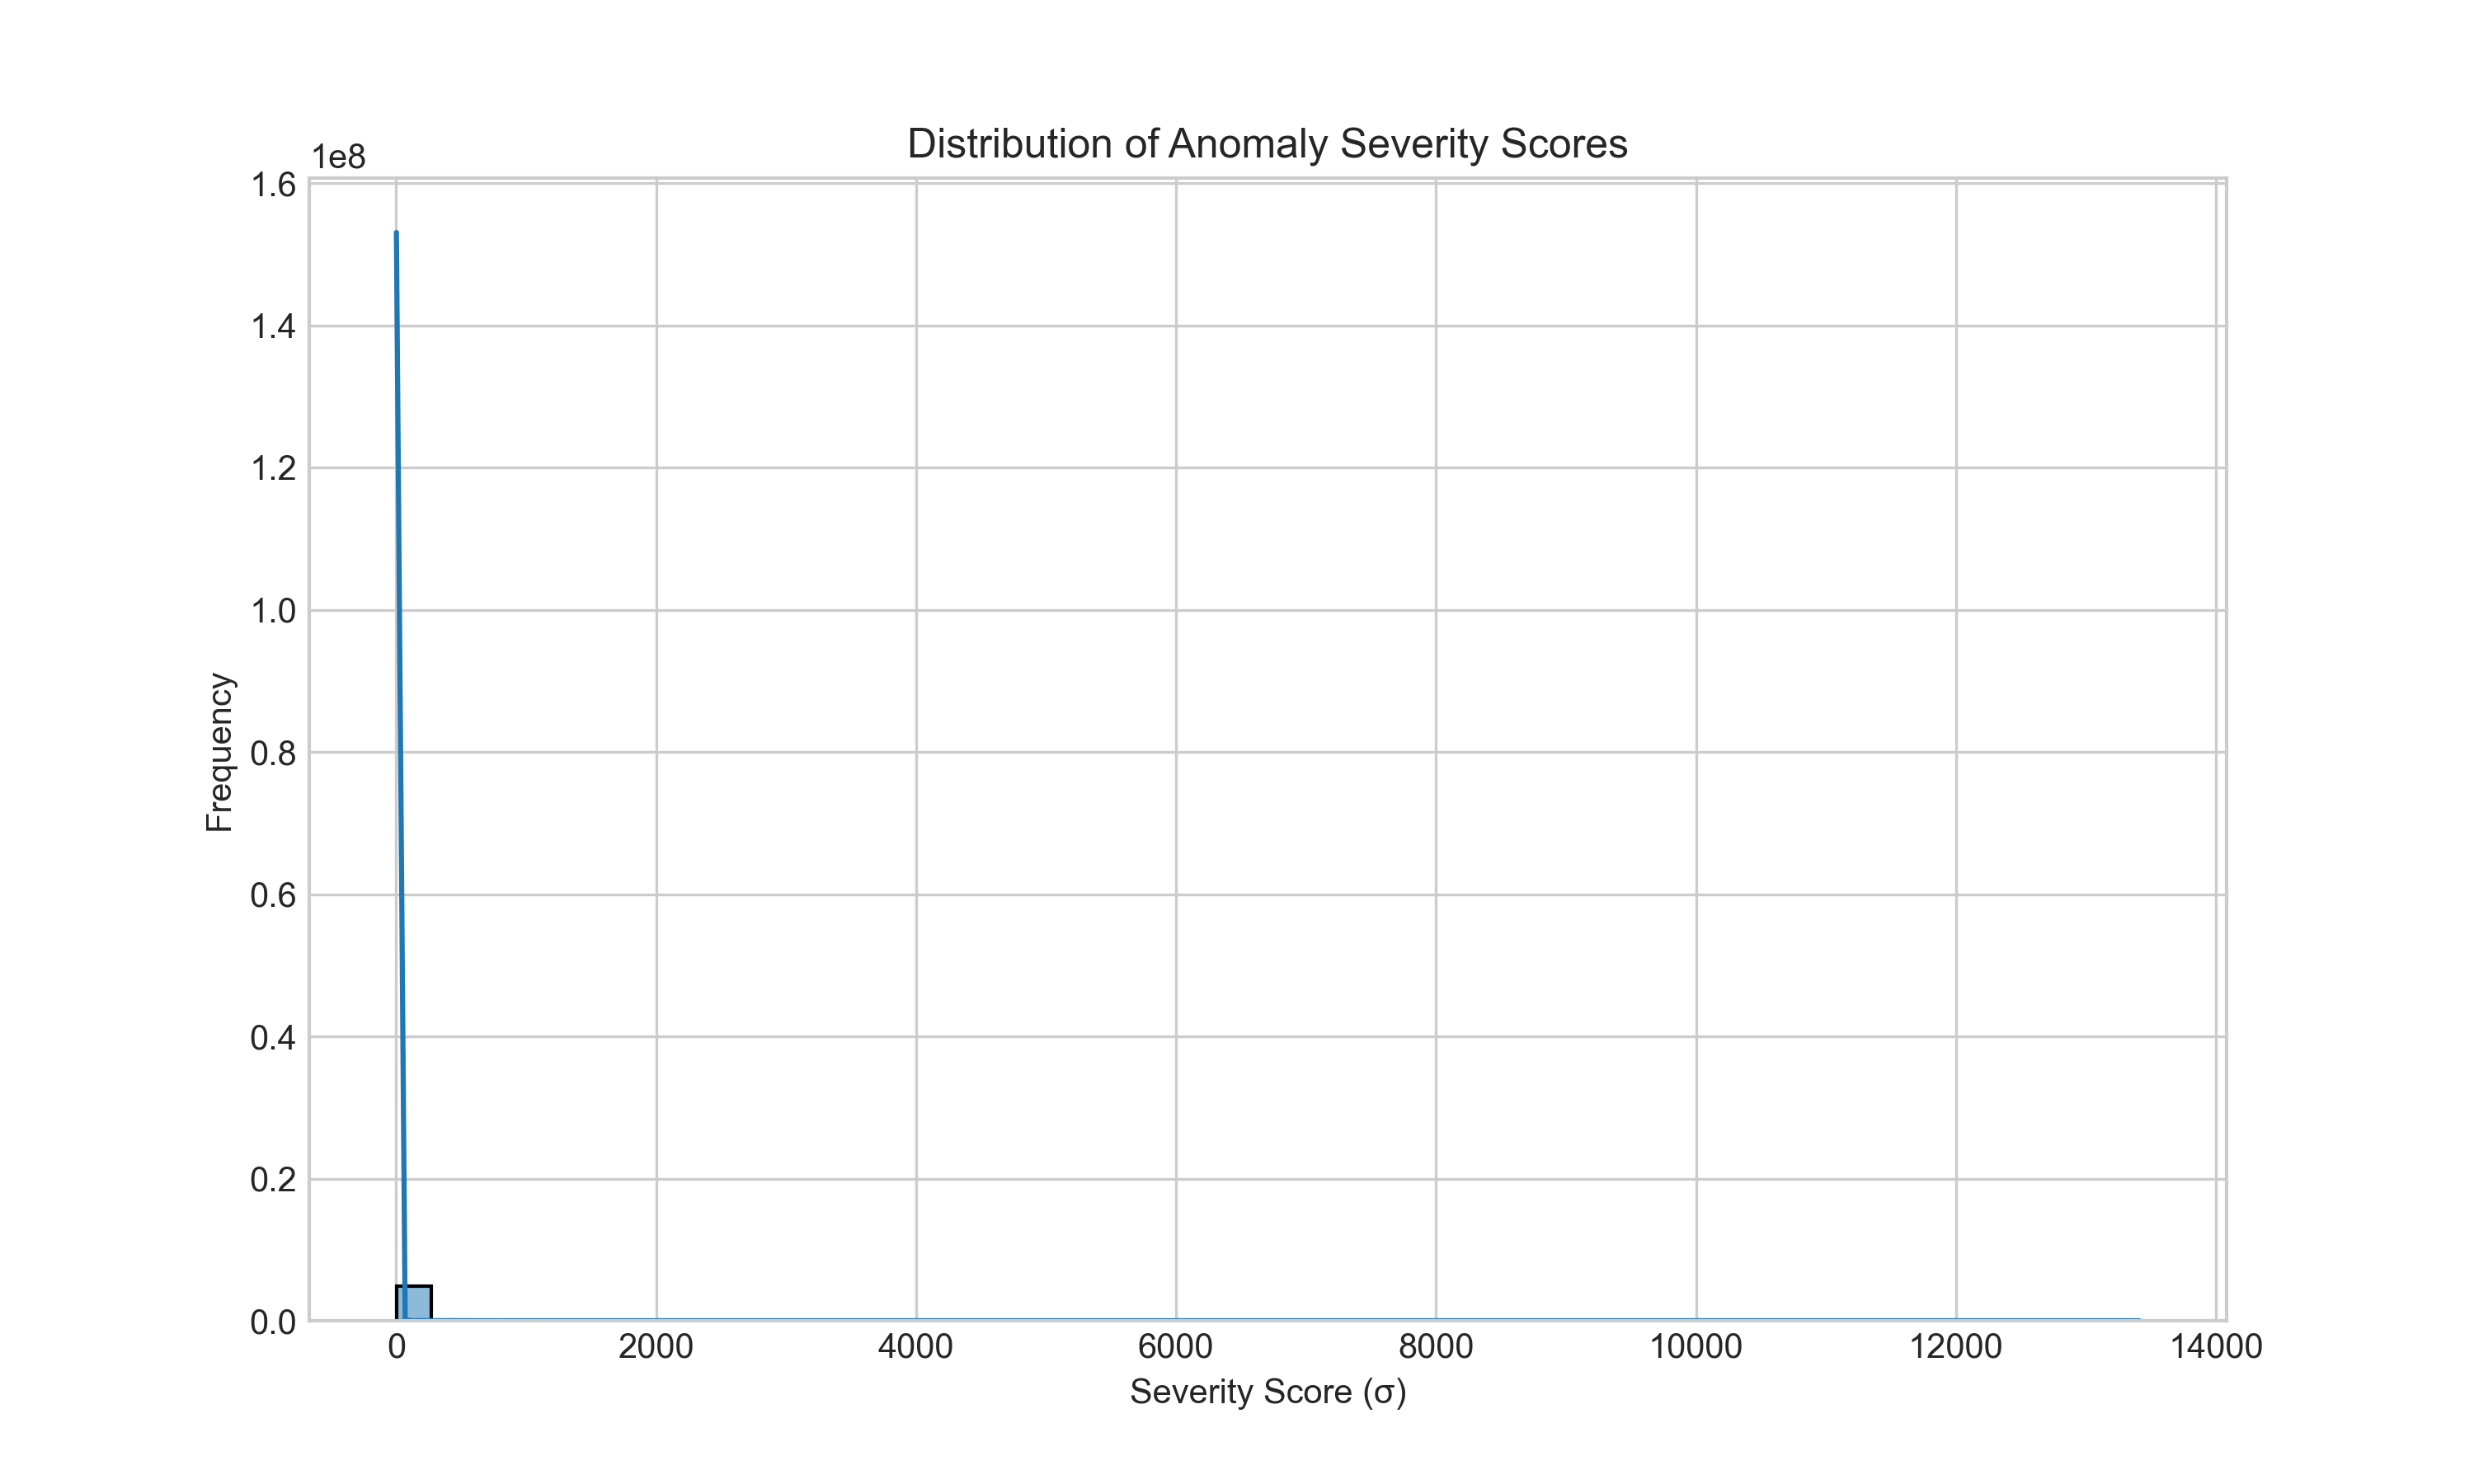 Distribution of Anomaly Severity Scores
1e8
1.6
1.4
1.2
1.0
0.8
0.6
0.4
0.2
0.0
Frequency
0 2000 4000 6000 8000 10000 12000 14000
Severity Score (σ)